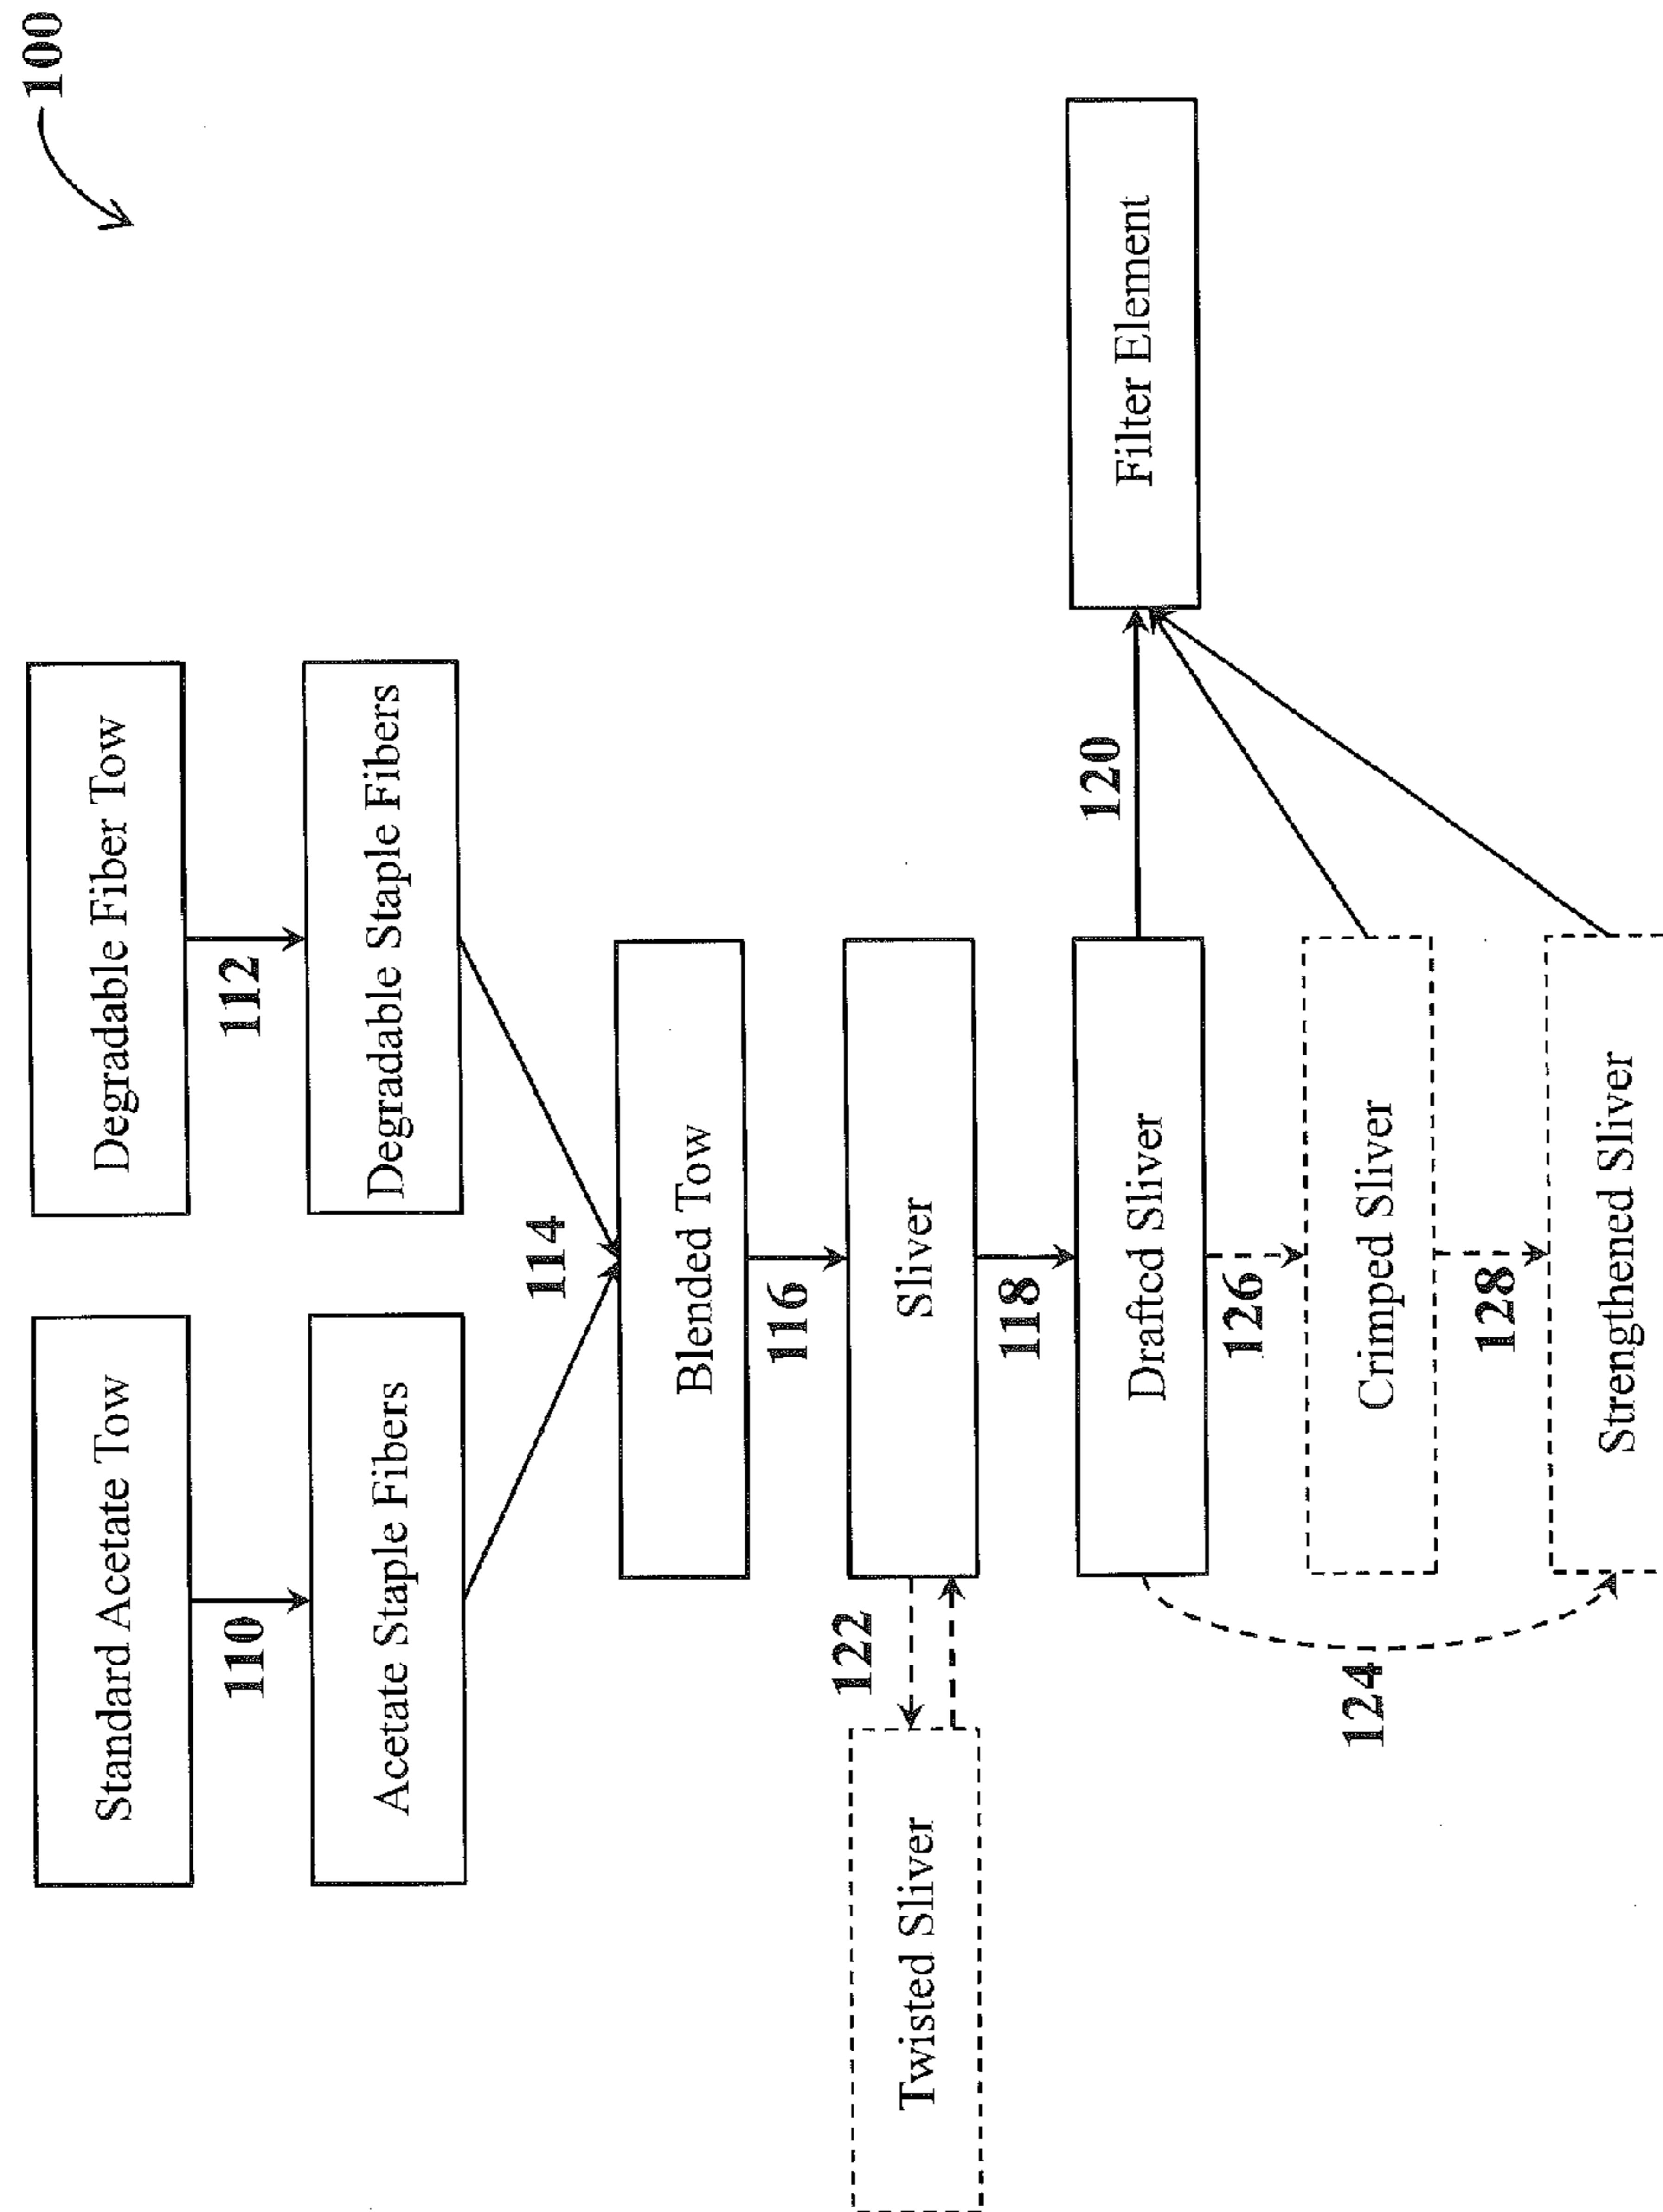 100
Standard Acetate Tow
Degradable Fiber Tow
110
112
Acetate Staple Fibers
Degradable Staple Fibers
114
Blended Tow
116
Twisted Sliver
122
Sliver
118
Drafted Sliver
120
Filter Element
126
124
Crimped Sliver
128
Strengthened Sliver